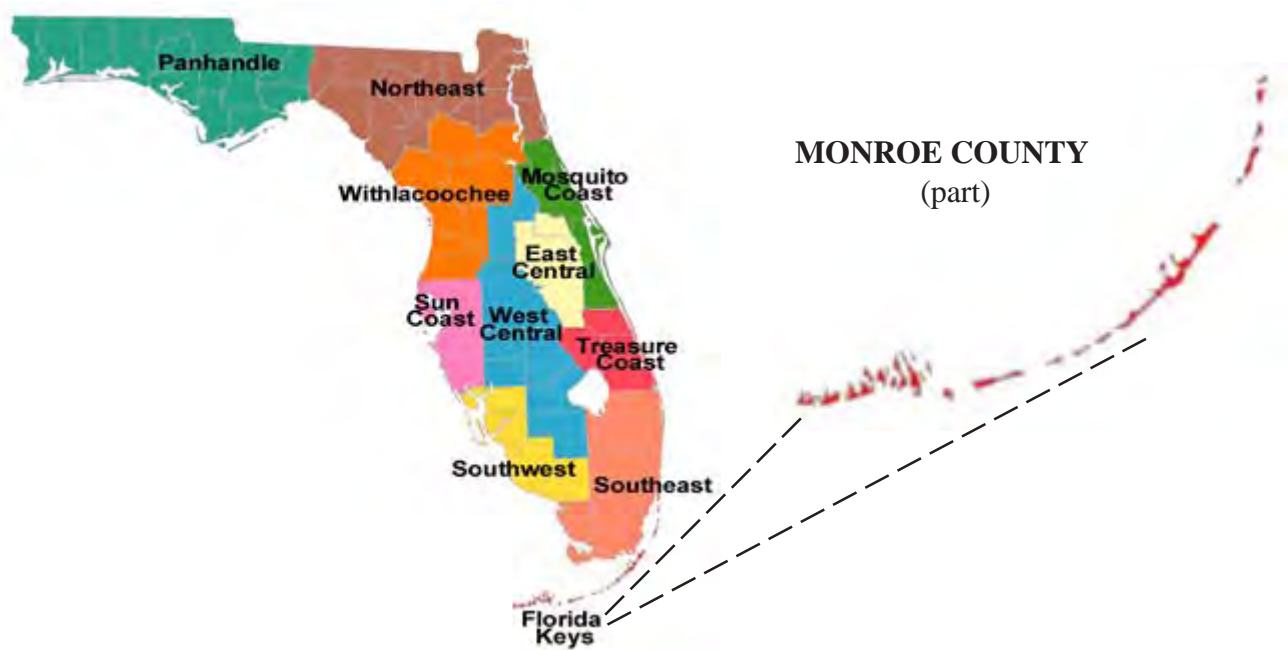 Panhandle
Northeast
MONROE COUNTY
(part)
Mosquito
Coast
Withlacoochee
East
Central
Sun
Coast
West
Central
Treasure
Coast
Southwest
Southeast
Florida
Keys